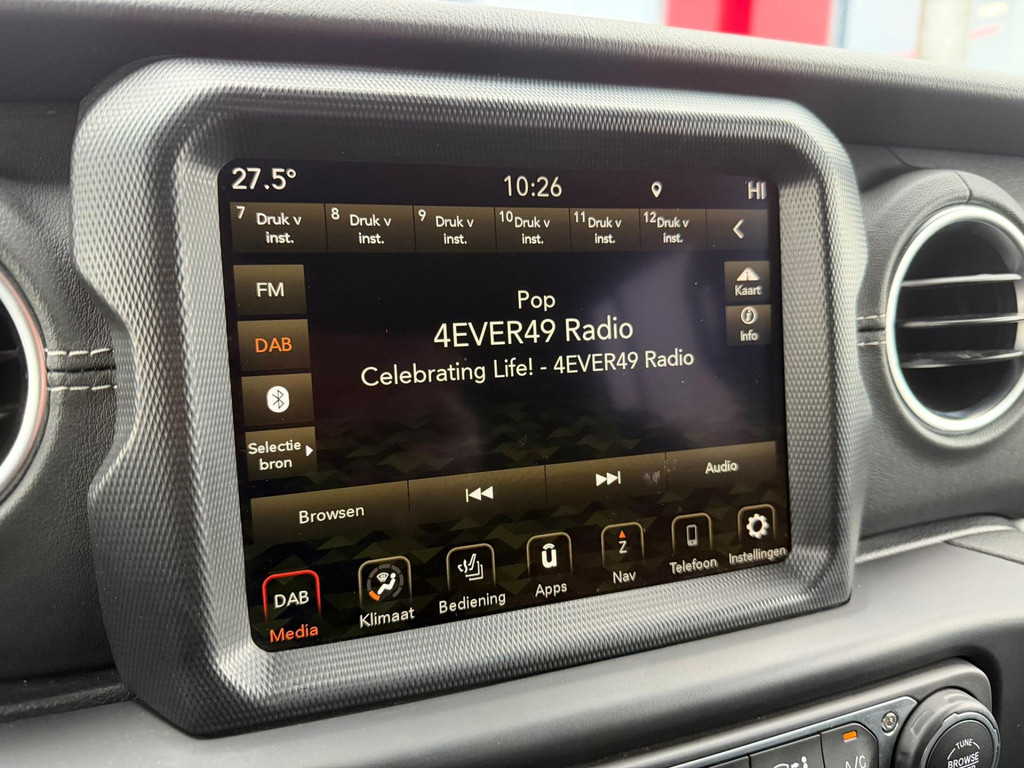 27.5°
10:26
HI
7 Druk v inst.
8 Druk v inst.
9 Druk v inst.
10 Druk v inst.
11 Druk v inst.
12 Druk v inst.
FM
Kaart
Pop
DAB
4EVER49 Radio
Info
Celebrating Life! - 4EVER49 Radio
Selectie
bron
Browsen
Audio
DAB
Media
Klimaat
Bediening
ü
Apps
Z
Nav
Telefoon
Instellingen
A/C
TUNE
BROWSE